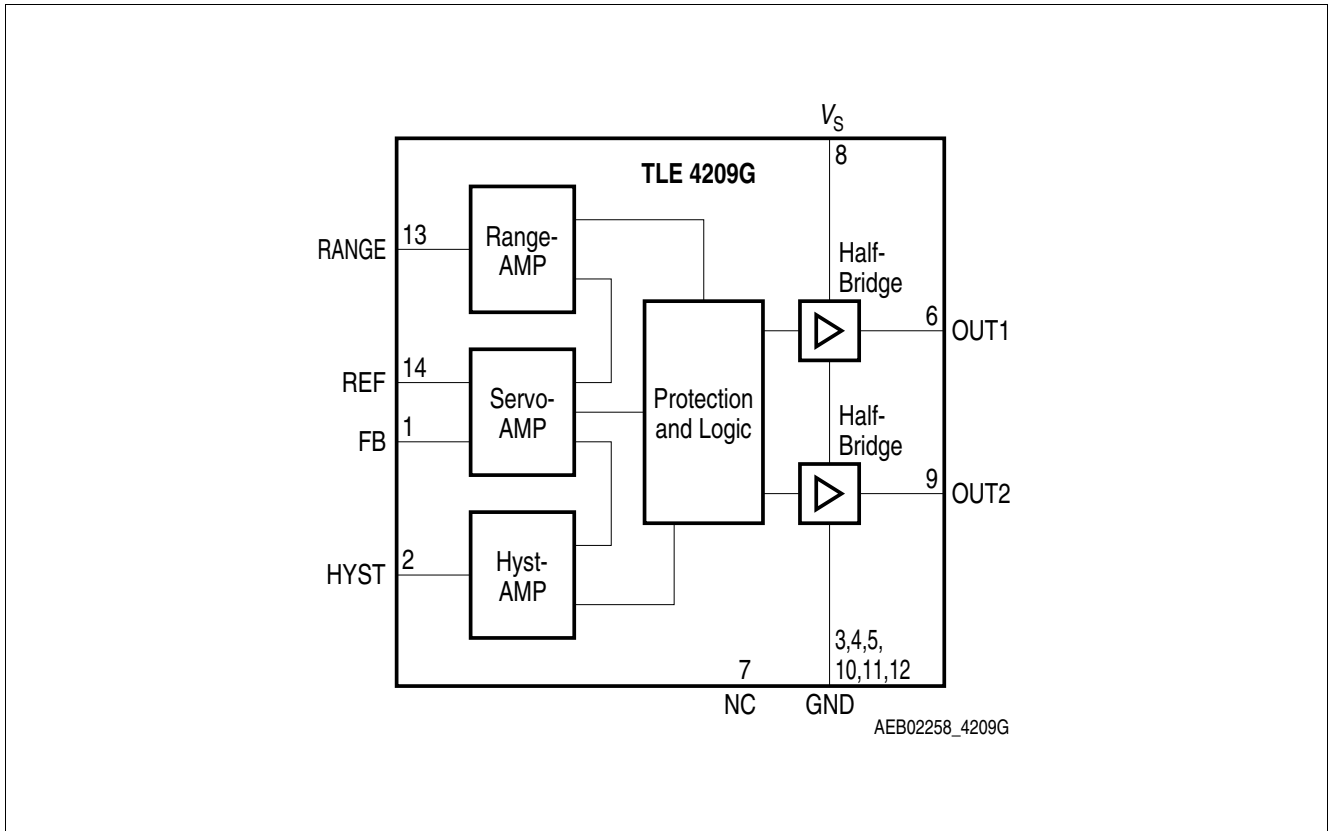 V_S
8
TLE 4209G
RANGE
13
Range-
AMP
Half-
Bridge
6
OUT1
REF
14
FB
1
Servo-
AMP
Protection
and Logic
Half-
Bridge
9
OUT2
HYST
2
Hyst-
AMP
3,4,5,
10,11,12
7
NC
GND
AEB02258_4209G